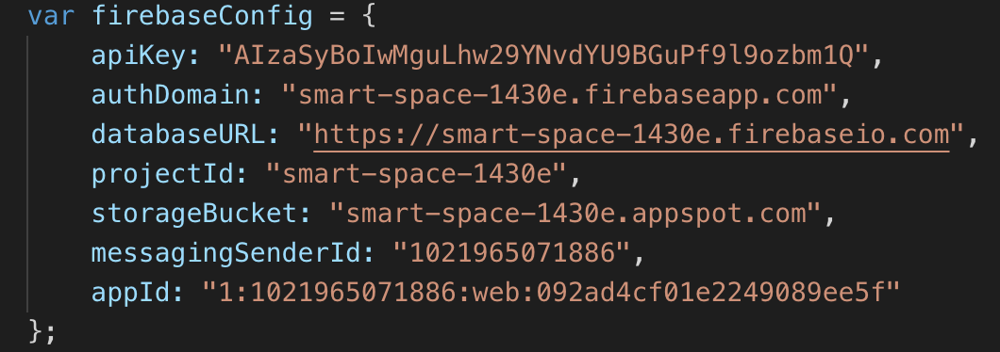 var firebaseConfig = {
    apiKey: "AIzaSyBoIwMguLhw29YNvdYU9BGuPf9l9ozbm1Q",
    authDomain: "smart-space-1430e.firebaseapp.com",
    databaseURL: "https://smart-space-1430e.firebaseio.com",
    projectId: "smart-space-1430e",
    storageBucket: "smart-space-1430e.appspot.com",
    messagingSenderId: "1021965071886",
    appId: "1:1021965071886:web:092ad4cf01e2249089ee5f"
};